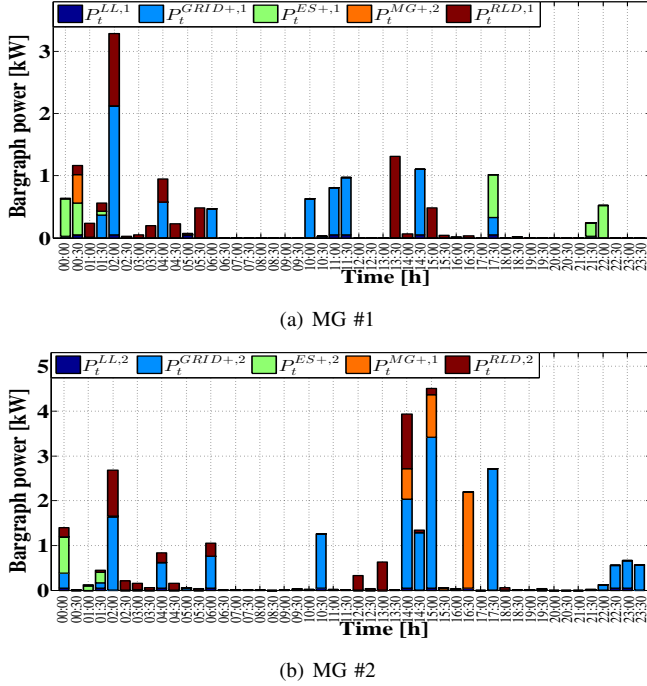 P_t^{LL,1} P_t^{GRID+,1} P_t^{ES+,1} P_t^{MG+,2} P_t^{RLD,1}
Bargraph power [kW]
3
2
1
0
00:00 00:30 01:00 01:30 02:00 02:30 03:00 03:30 04:00 04:30 05:00 05:30 06:00 06:30 07:00 07:30 08:00 08:30 09:00 09:30 10:00 10:30 11:00 11:30 12:00 12:30 13:00 13:30 14:00 14:30 15:00 15:30 16:00 16:30 17:00 17:30 18:00 18:30 19:00 19:30 20:00 20:30 21:00 21:30 22:00 22:30 23:00 23:30
Time [h]
(a) MG #1
P_t^{LL,2} P_t^{GRID+,2} P_t^{ES+,2} P_t^{MG+,1} P_t^{RLD,2}
Bargraph power [kW]
5
4
3
2
1
0
00:00 00:30 01:00 01:30 02:00 02:30 03:00 03:30 04:00 04:30 05:00 05:30 06:00 06:30 07:00 07:30 08:00 08:30 09:00 09:30 10:00 10:30 11:00 11:30 12:00 12:30 13:00 13:30 14:00 14:30 15:00 15:30 16:00 16:30 17:00 17:30 18:00 18:30 19:00 19:30 20:00 20:30 21:00 21:30 22:00 22:30 23:00 23:30
Time [h]
(b) MG #2